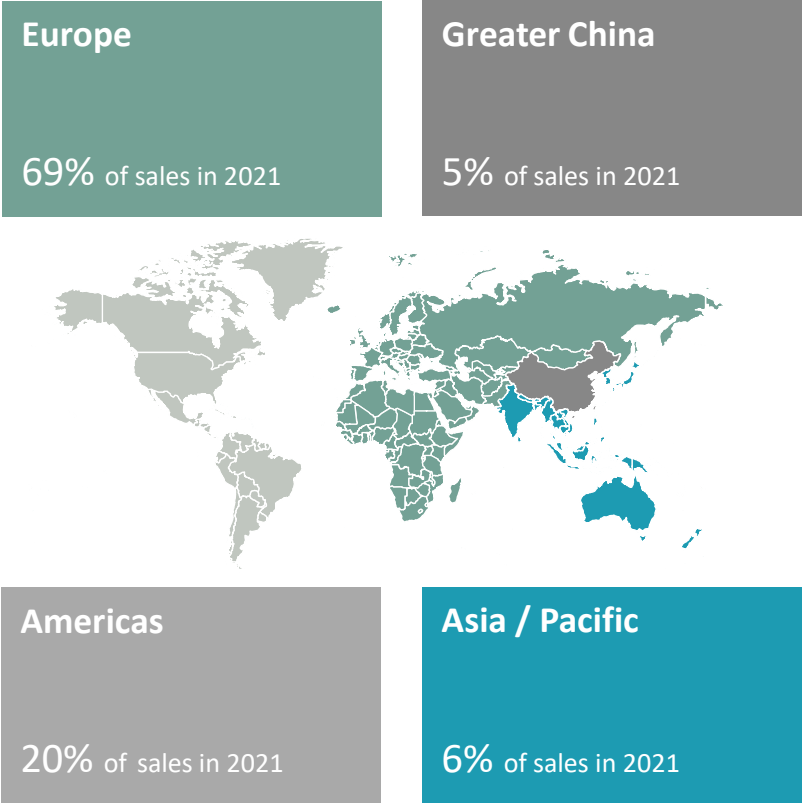 Europe
69% of sales in 2021
Greater China
5% of sales in 2021
Americas
20% of sales in 2021
Asia / Pacific
6% of sales in 2021